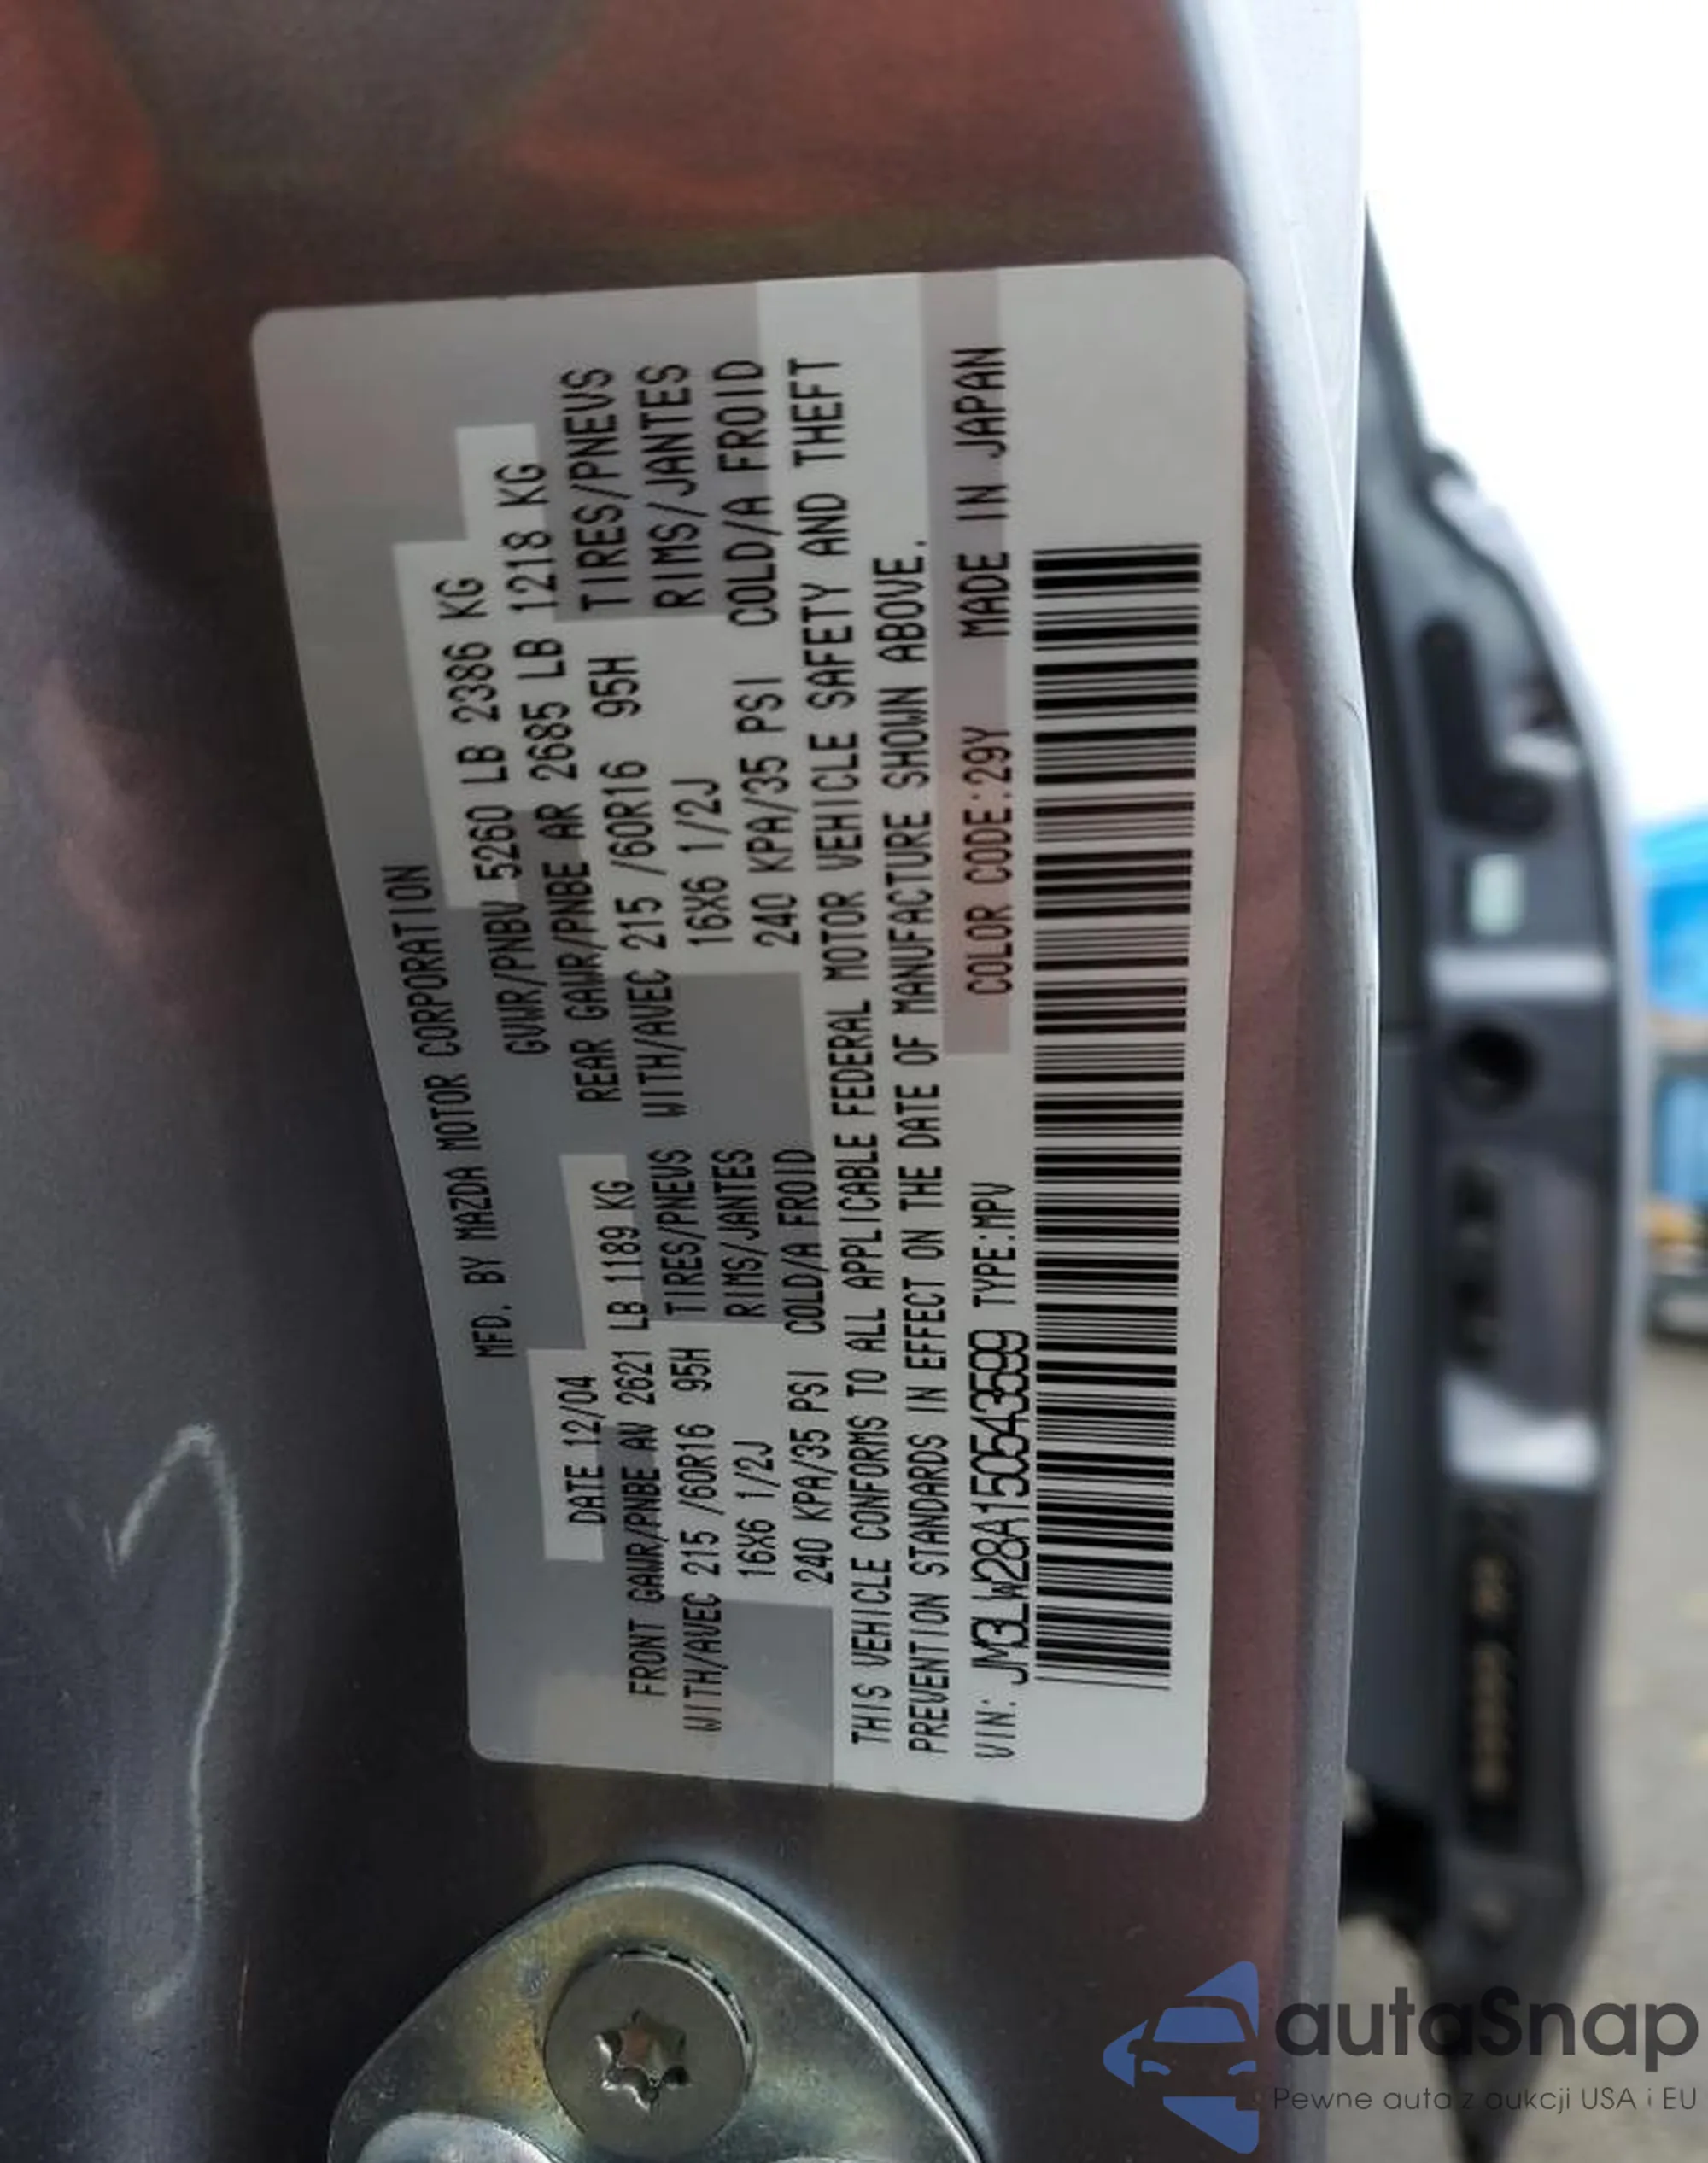 MFD. BY MAZDA MOTOR CORPORATION
DATE 12/04 GVWR/PNBV 5260 LB 2386 KG
FRONT GAWR/PNBE AV 2621 LB 1189 KG REAR GAWR/PNBE AR 2685 LB 1218 KG
WITH/AVEC 215 /60R16 95H TIRES/PNEVS WITH/AVEC 215 /60R16 95H TIRES/PNEVS
16X6 1/2J RIMS/JANTES 16X6 1/2J RIMS/JANTES
240 KPA/35 PSI COLD/A FROID 240 KPA/35 PSI COLD/A FROID
THIS VEHICLE CONFORMS TO ALL APPLICABLE FEDERAL MOTOR VEHICLE SAFETY AND THEFT
PREVENTION STANDARDS IN EFFECT ON THE DATE OF MANUFACTURE SHOWN ABOVE.
VIN: JM3LW28A150543599 TYPE:MPV COLOR CODE:29Y MADE IN JAPAN
autaSnap
Pewne auta z aukcji USA i EU